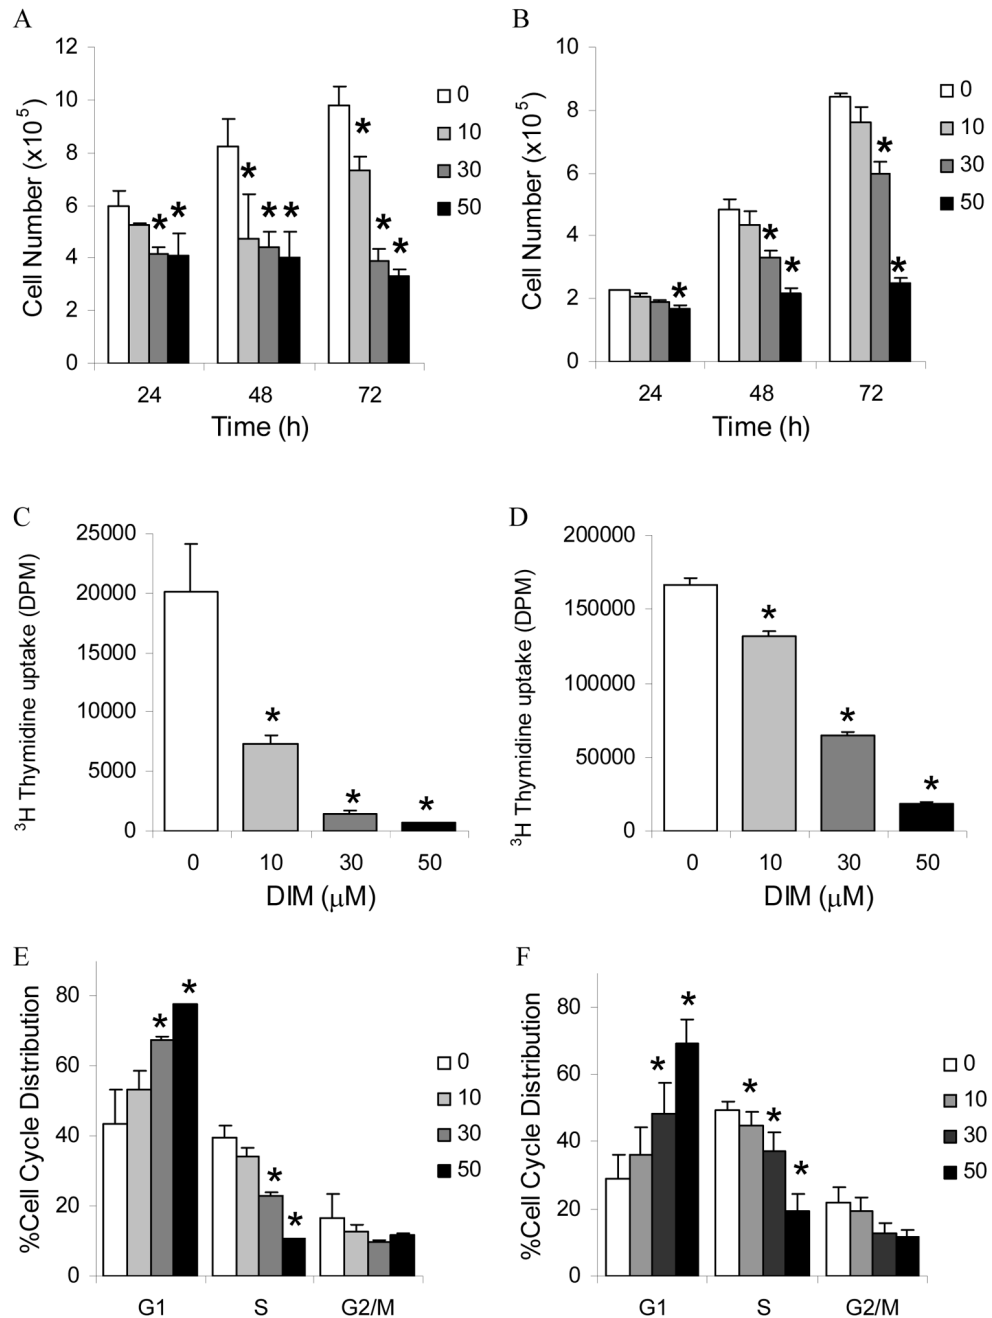 A
Cell Number (x10⁵)
12
10
8
6
4
2
0
* * * * * * * *
24 48 72
Time (h)
0
10
30
50
B
Cell Number (x10⁵)
10
8
6
4
2
0
* * * * *
24 48 72
Time (h)
0
10
30
50
C
³H Thymidine uptake (DPM)
25000
20000
15000
10000
5000
0
* * *
0 10 30 50
DIM (μM)
D
³H Thymidine uptake (DPM)
200000
150000
100000
50000
0
* * *
0 10 30 50
DIM (μM)
E
%Cell Cycle Distribution
80
60
40
20
0
* * * *
G1 S G2/M
0
10
30
50
F
%Cell Cycle Distribution
80
60
40
20
0
* * * * *
G1 S G2/M
0
10
30
50